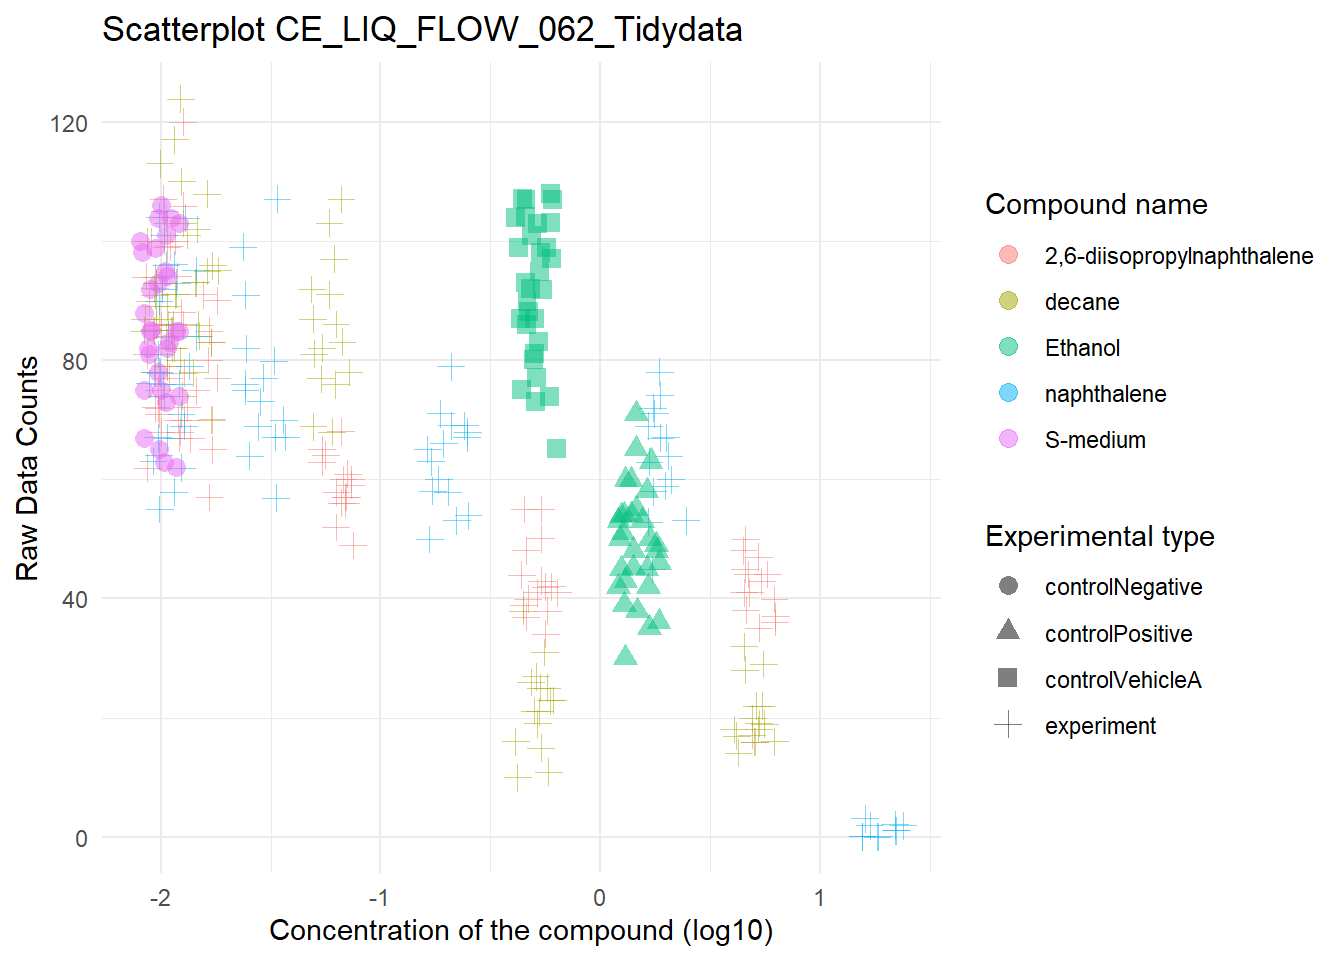 Scatterplot CE_LIQ_FLOW_062_Tidydata
Raw Data Counts
120
80
40
0
-2
-1
0
1
Concentration of the compound (log10)
Compound name
2,6-diisopropylnaphthalene
decane
Ethanol
naphthalene
S-medium
Experimental type
controlNegative
controlPositive
controlVehicleA
experiment